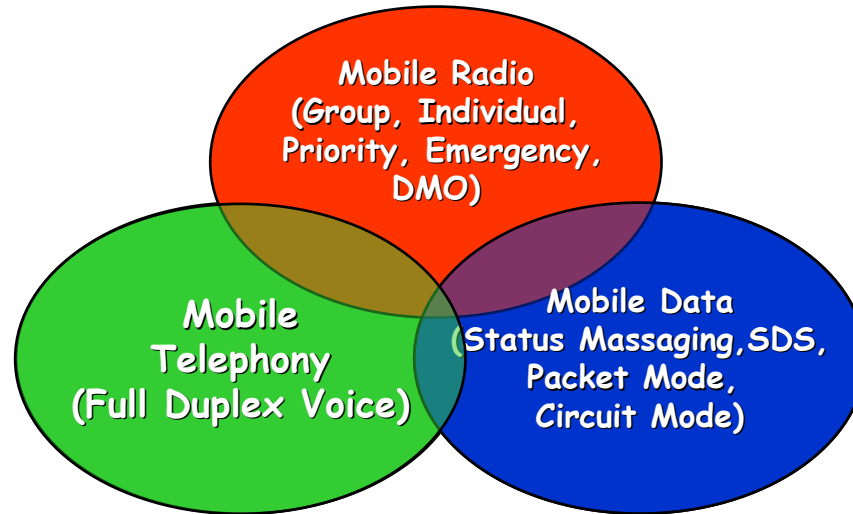 Mobile Radio
(Group, Individual,
Priority, Emergency,
DMO)
Mobile
Telephony
(Full Duplex Voice)
Mobile Data
(Status Massaging,SDS,
Packet Mode,
Circuit Mode)